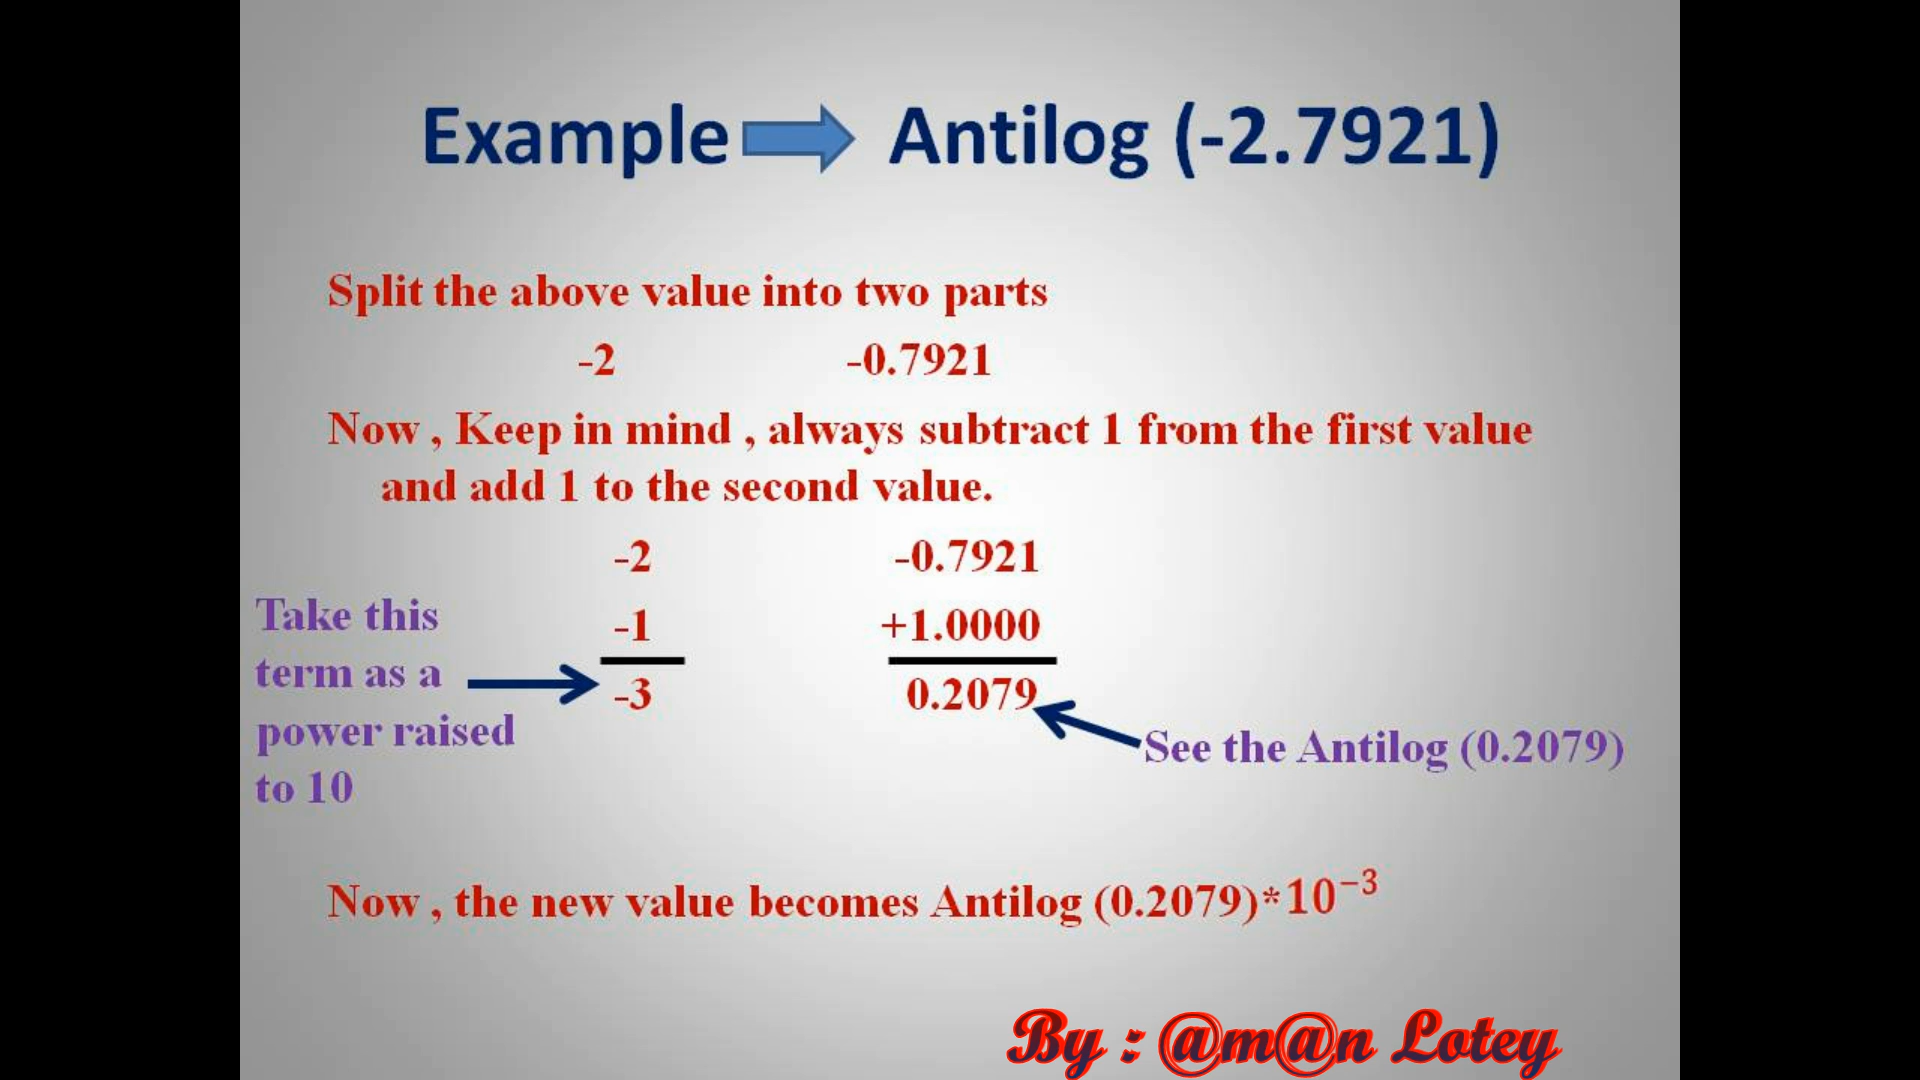 Example Antilog (-2.7921)
Split the above value into two parts
-2 -0.7921
Now , Keep in mind , always subtract 1 from the first value
and add 1 to the second value.
-2 -0.7921
-1 +1.0000
-3 0.2079
Take this
term as a
power raised
to 10
See the Antilog (0.2079)
Now , the new value becomes Antilog (0.2079)*10⁻³
By : @m@n Lotey